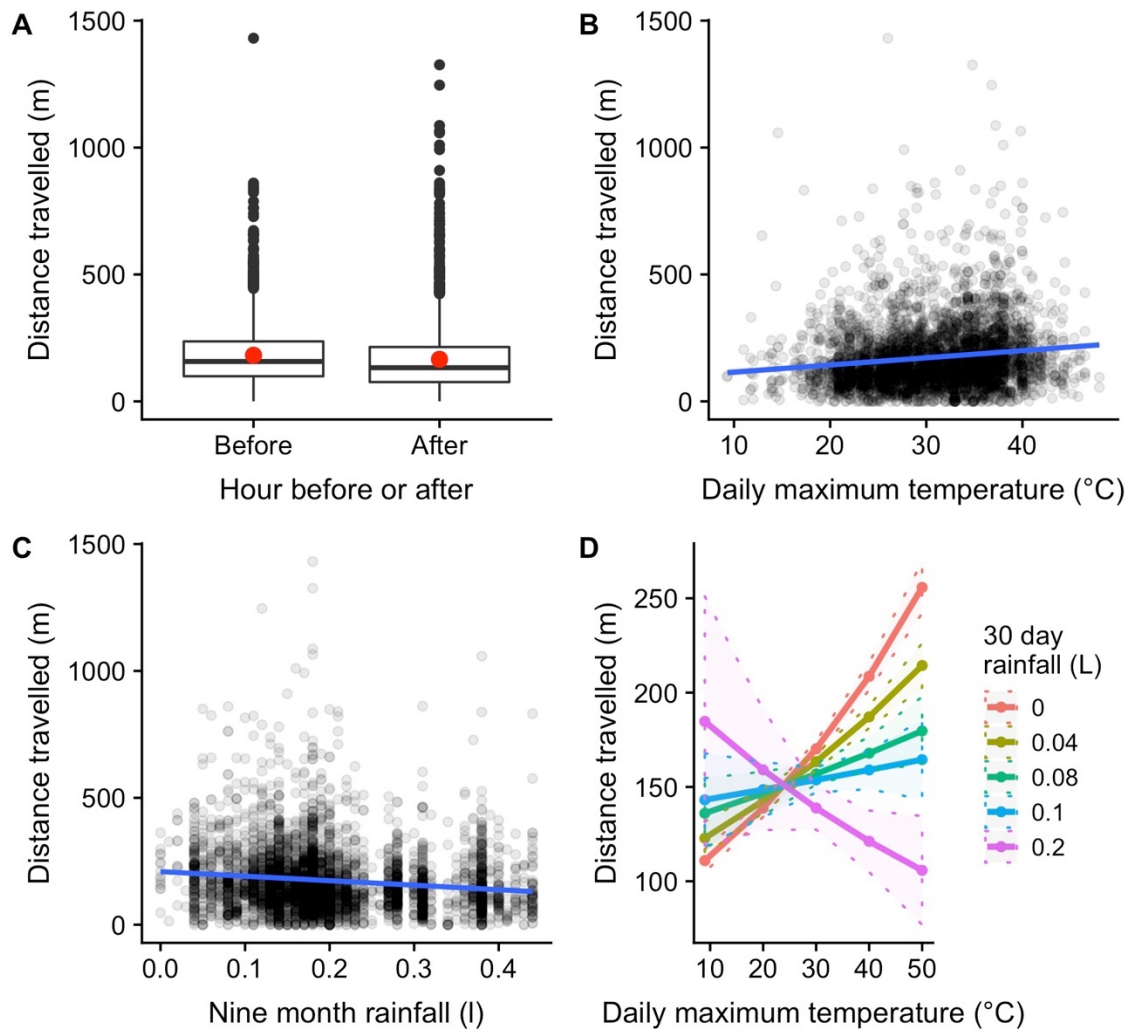 A
Distance travelled (m)
1500
1000
500
0
Before
After
Hour before or after
B
Distance travelled (m)
1500
1000
500
0
10
20
30
40
Daily maximum temperature (°C)
C
Distance travelled (m)
1500
1000
500
0
0.0
0.1
0.2
0.3
0.4
Nine month rainfall (l)
D
Distance travelled (m)
250
200
150
100
10
20
30
40
50
Daily maximum temperature (°C)
30 day
rainfall (L)
0
0.04
0.08
0.1
0.2